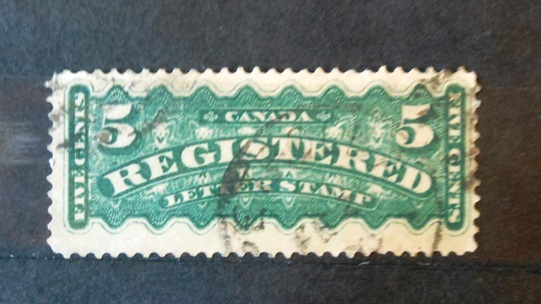 FIVE CENTS
5
CANADA
5
REGISTERED
LETTER STAMP
FIVE CENTS